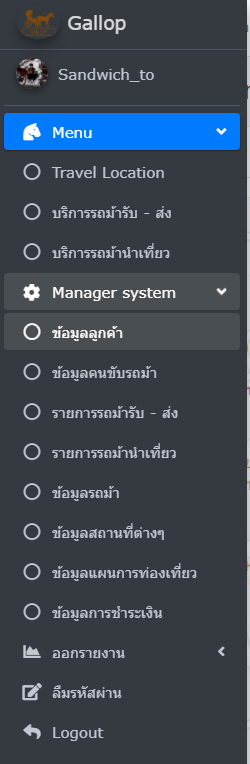 Gallop
Sandwich_to
Menu
Travel Location
บริการรถม้ารับ - ส่ง
บริการรถม้านำเที่ยว
Manager system
ข้อมูลลูกค้า
ข้อมูลคนขับรถม้า
รายการรถม้ารับ - ส่ง
รายการรถม้านำเที่ยว
ข้อมูลรถม้า
ข้อมูลสถานที่ต่างๆ
ข้อมูลแผนการท่องเที่ยว
ข้อมูลการชำระเงิน
ออกรายงาน
ลืมรหัสผ่าน
Logout